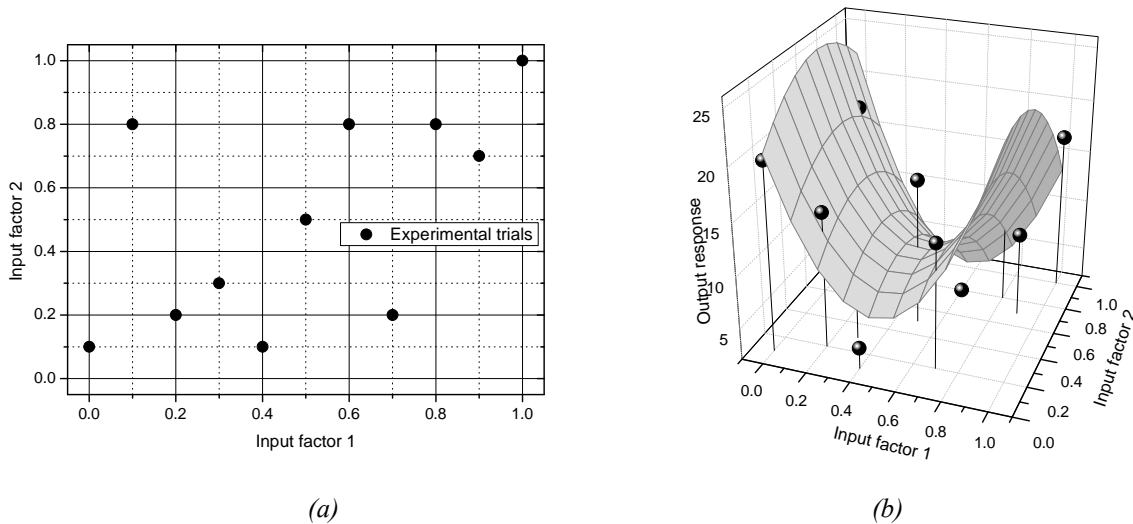 1.0
0.8
0.6
0.4
0.2
0.0
Input factor 2
Experimental trials
0.0 0.2 0.4 0.6 0.8 1.0
Input factor 1
(a)
25
20
15
10
5
Output response
0.0 0.2 0.4 0.6 0.8 1.0
Input factor 1
1.0
0.8
0.6
0.4
0.2
0.0
Input factor 2
(b)